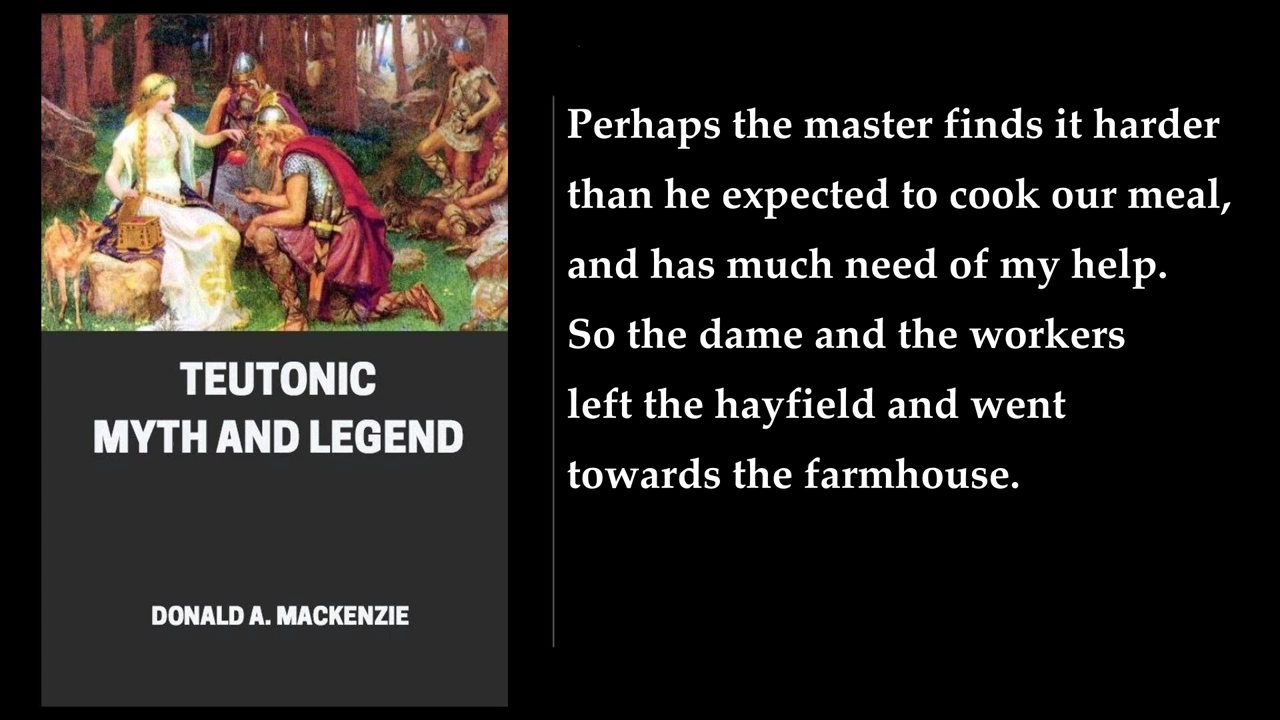 TEUTONIC
MYTH AND LEGEND
DONALD A. MACKENZIE
Perhaps the master finds it harder
than he expected to cook our meal,
and has much need of my help.
So the dame and the workers
left the hayfield and went
towards the farmhouse.